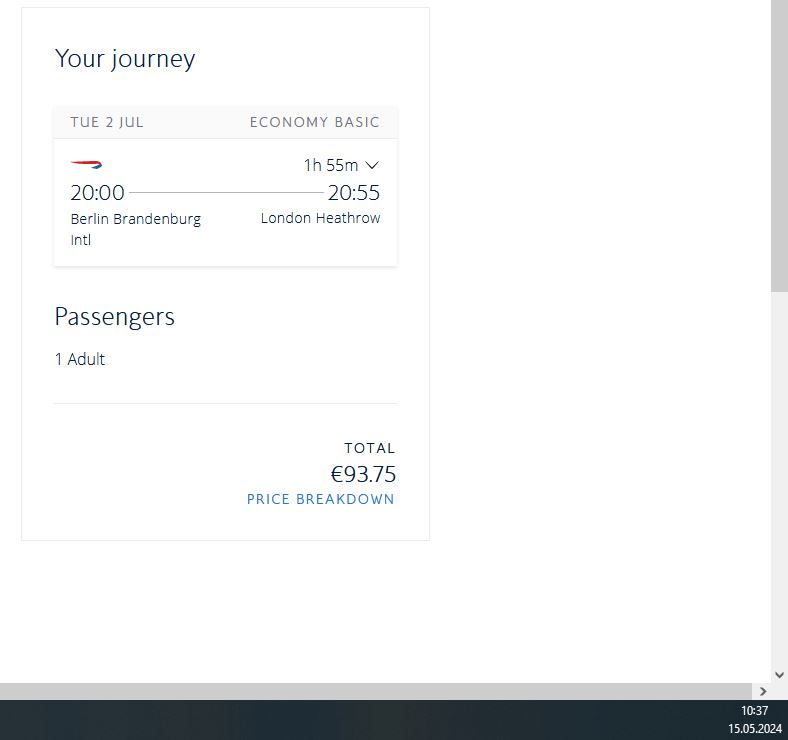 Your journey
TUE 2 JUL ECONOMY BASIC
1h 55m
20:00 20:55
Berlin Brandenburg Intl London Heathrow
Passengers
1 Adult
TOTAL
€93.75
PRICE BREAKDOWN
10:37
15.05.2024